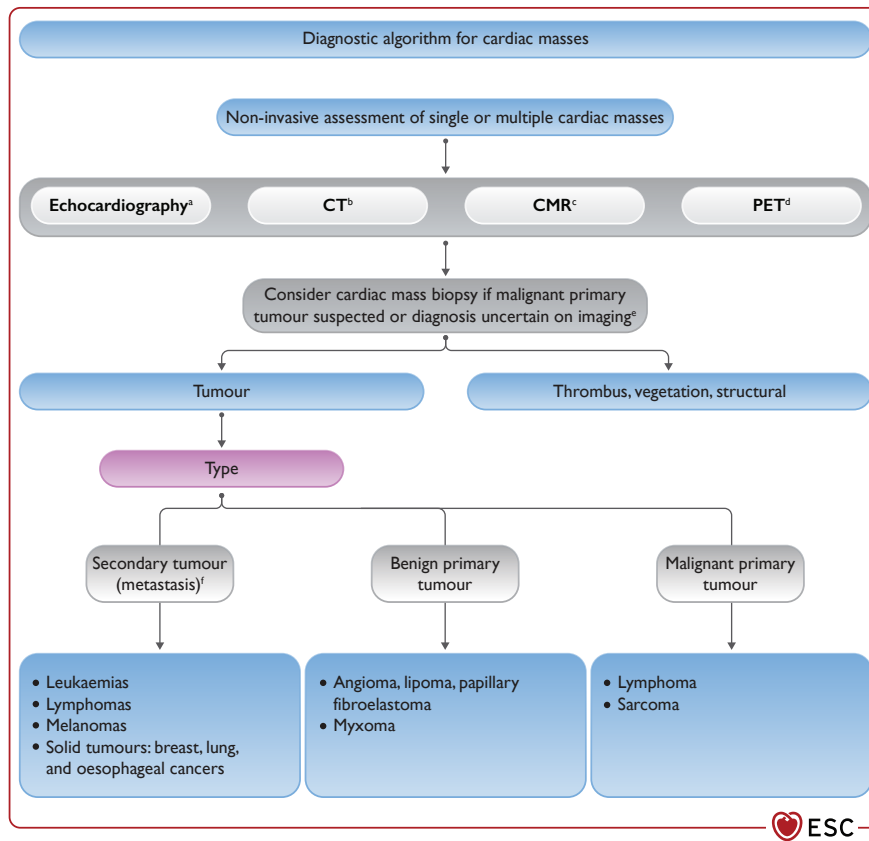 Diagnostic algorithm for cardiac masses
Non-invasive assessment of single or multiple cardiac masses
Echocardiographyᵃ
CTᵇ
CMRᶜ
PETᵈ
Consider cardiac mass biopsy if malignant primary
tumour suspected or diagnosis uncertain on imagingᵉ
Tumour
Thrombus, vegetation, structural
Type
Secondary tumour
(metastasis)ᶠ
Benign primary
tumour
Malignant primary
tumour
• Leukaemias
• Lymphomas
• Melanomas
• Solid tumours: breast, lung,
and oesophageal cancers
• Angioma, lipoma, papillary
fibroelastoma
• Myxoma
• Lymphoma
• Sarcoma
ESC